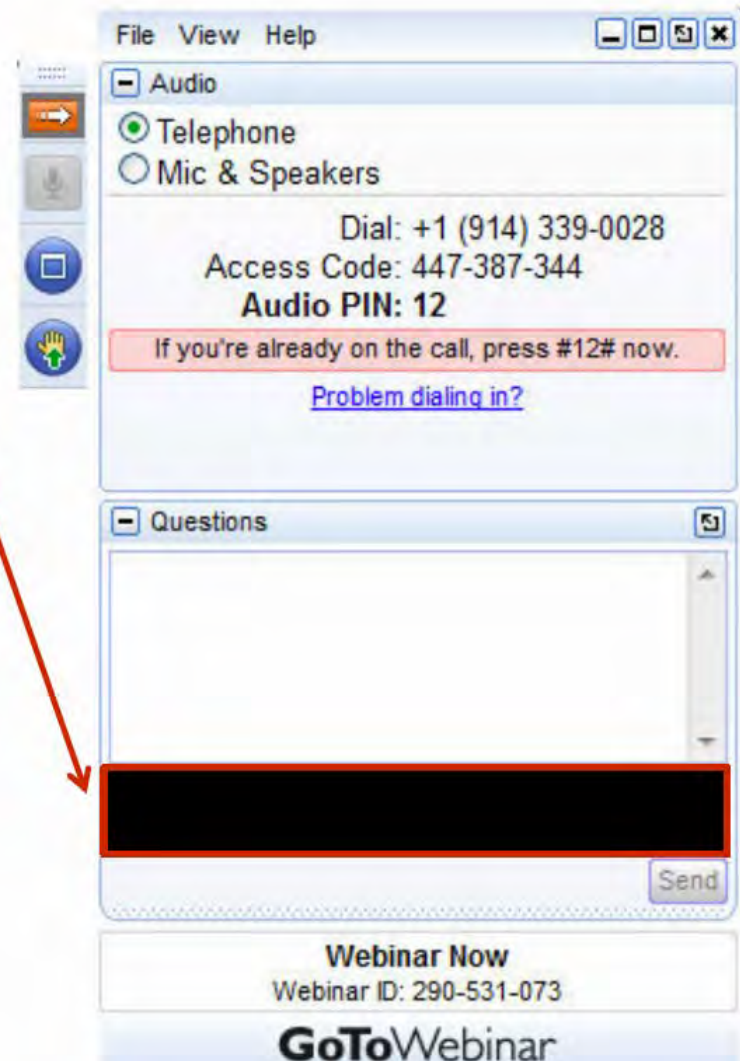 File View Help
Audio
Telephone
Mic & Speakers
Dial: +1 (914) 339-0028
Access Code: 447-387-344
Audio PIN: 12
If you're already on the call, press #12# now.
Problem dialing in?
Questions
Send
Webinar Now
Webinar ID: 290-531-073
GoToWebinar